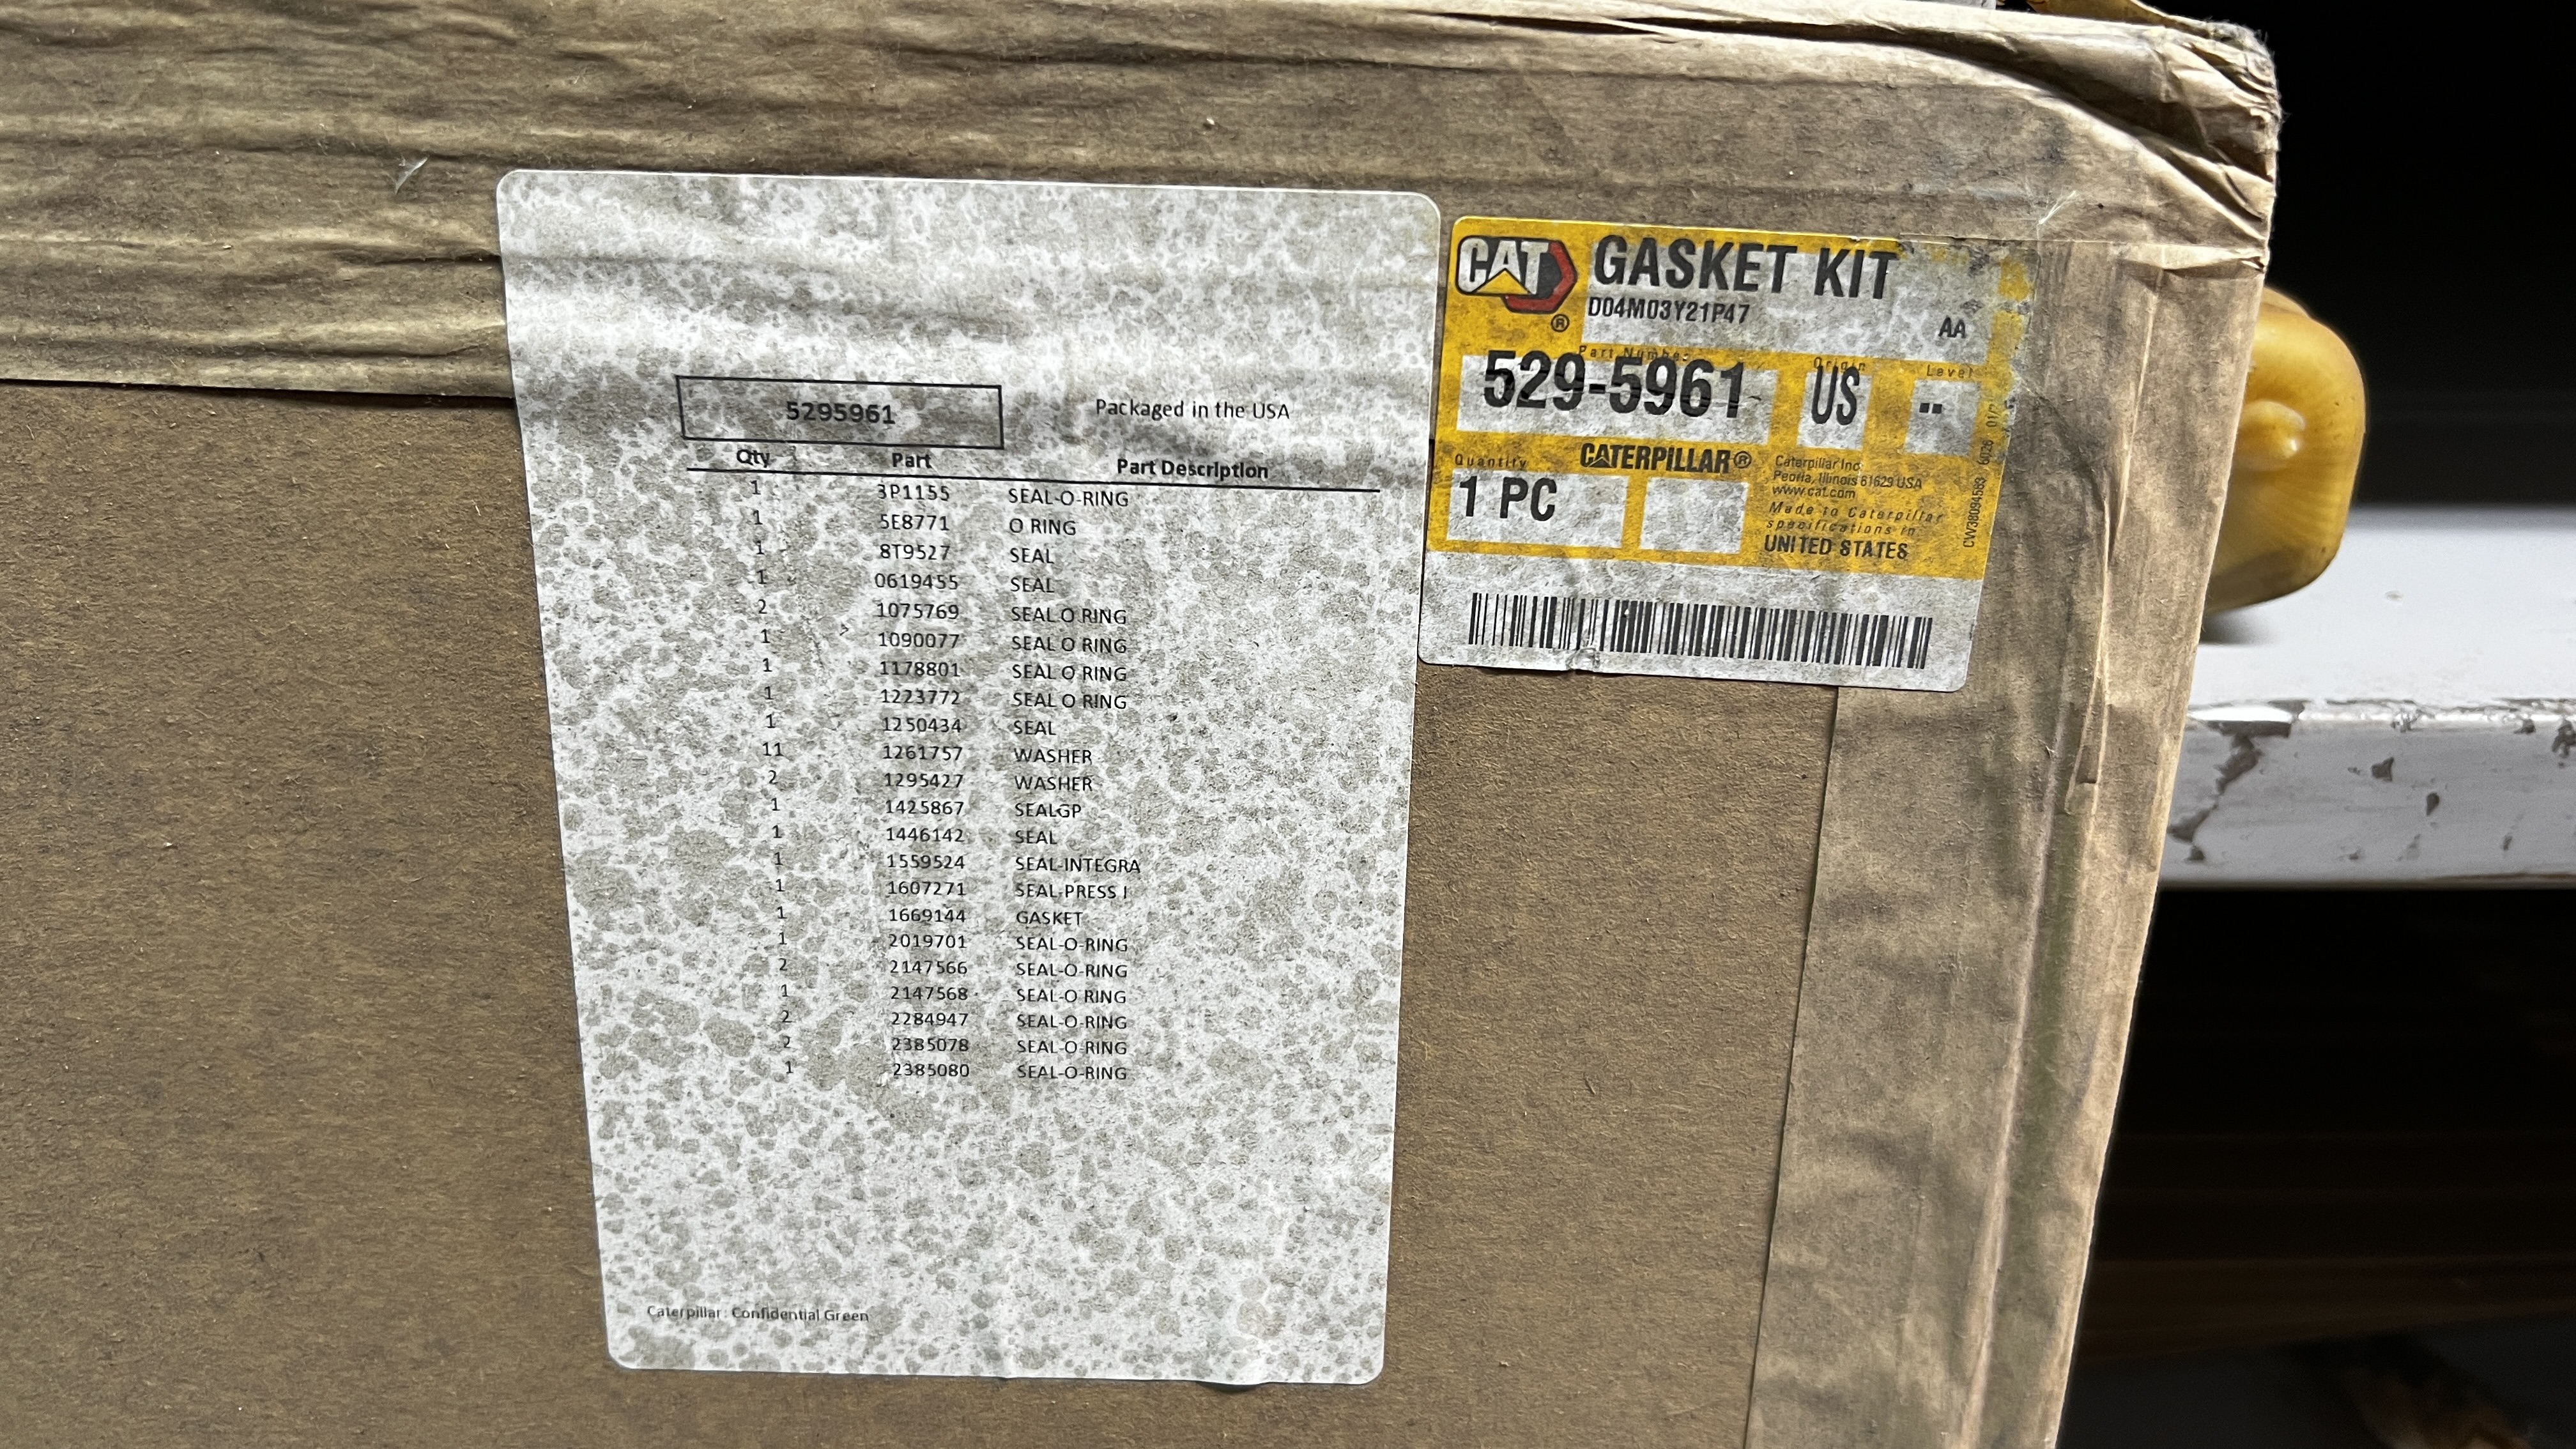 5295961 Packaged in the USA
Qty Part Part Description
1 3P1155 SEAL-O-RING
1 5E8771 O RING
1 8T9527 SEAL
1 0619455 SEAL
2 1075769 SEAL O RING
1 1090077 SEAL O RING
1 1178801 SEAL O RING
1 1223772 SEAL O RING
1 1250434 SEAL
11 1261757 WASHER
2 1295427 WASHER
1 1425867 SEALGP
1 1446142 SEAL
1 1559524 SEAL-INTEGRA
1 1607271 SEAL-PRESS I
1 1669144 GASKET
1 2019701 SEAL-O-RING
2 2147566 SEAL-O-RING
1 2147568 SEAL-O RING
2 2284947 SEAL-O-RING
2 2385078 SEAL-O-RING
1 2385080 SEAL-O-RING
Caterpillar: Confidential Green
CAT ® GASKET KIT
D04M03Y21P47
AA
Part Number Origin Level
529-5961 US --
Quantity CATERPILLAR®
1 PC
Caterpillar Inc.
Peoria, Illinois 61629 USA
www.cat.com
Made to Caterpillar
specifications in
UNITED STATES